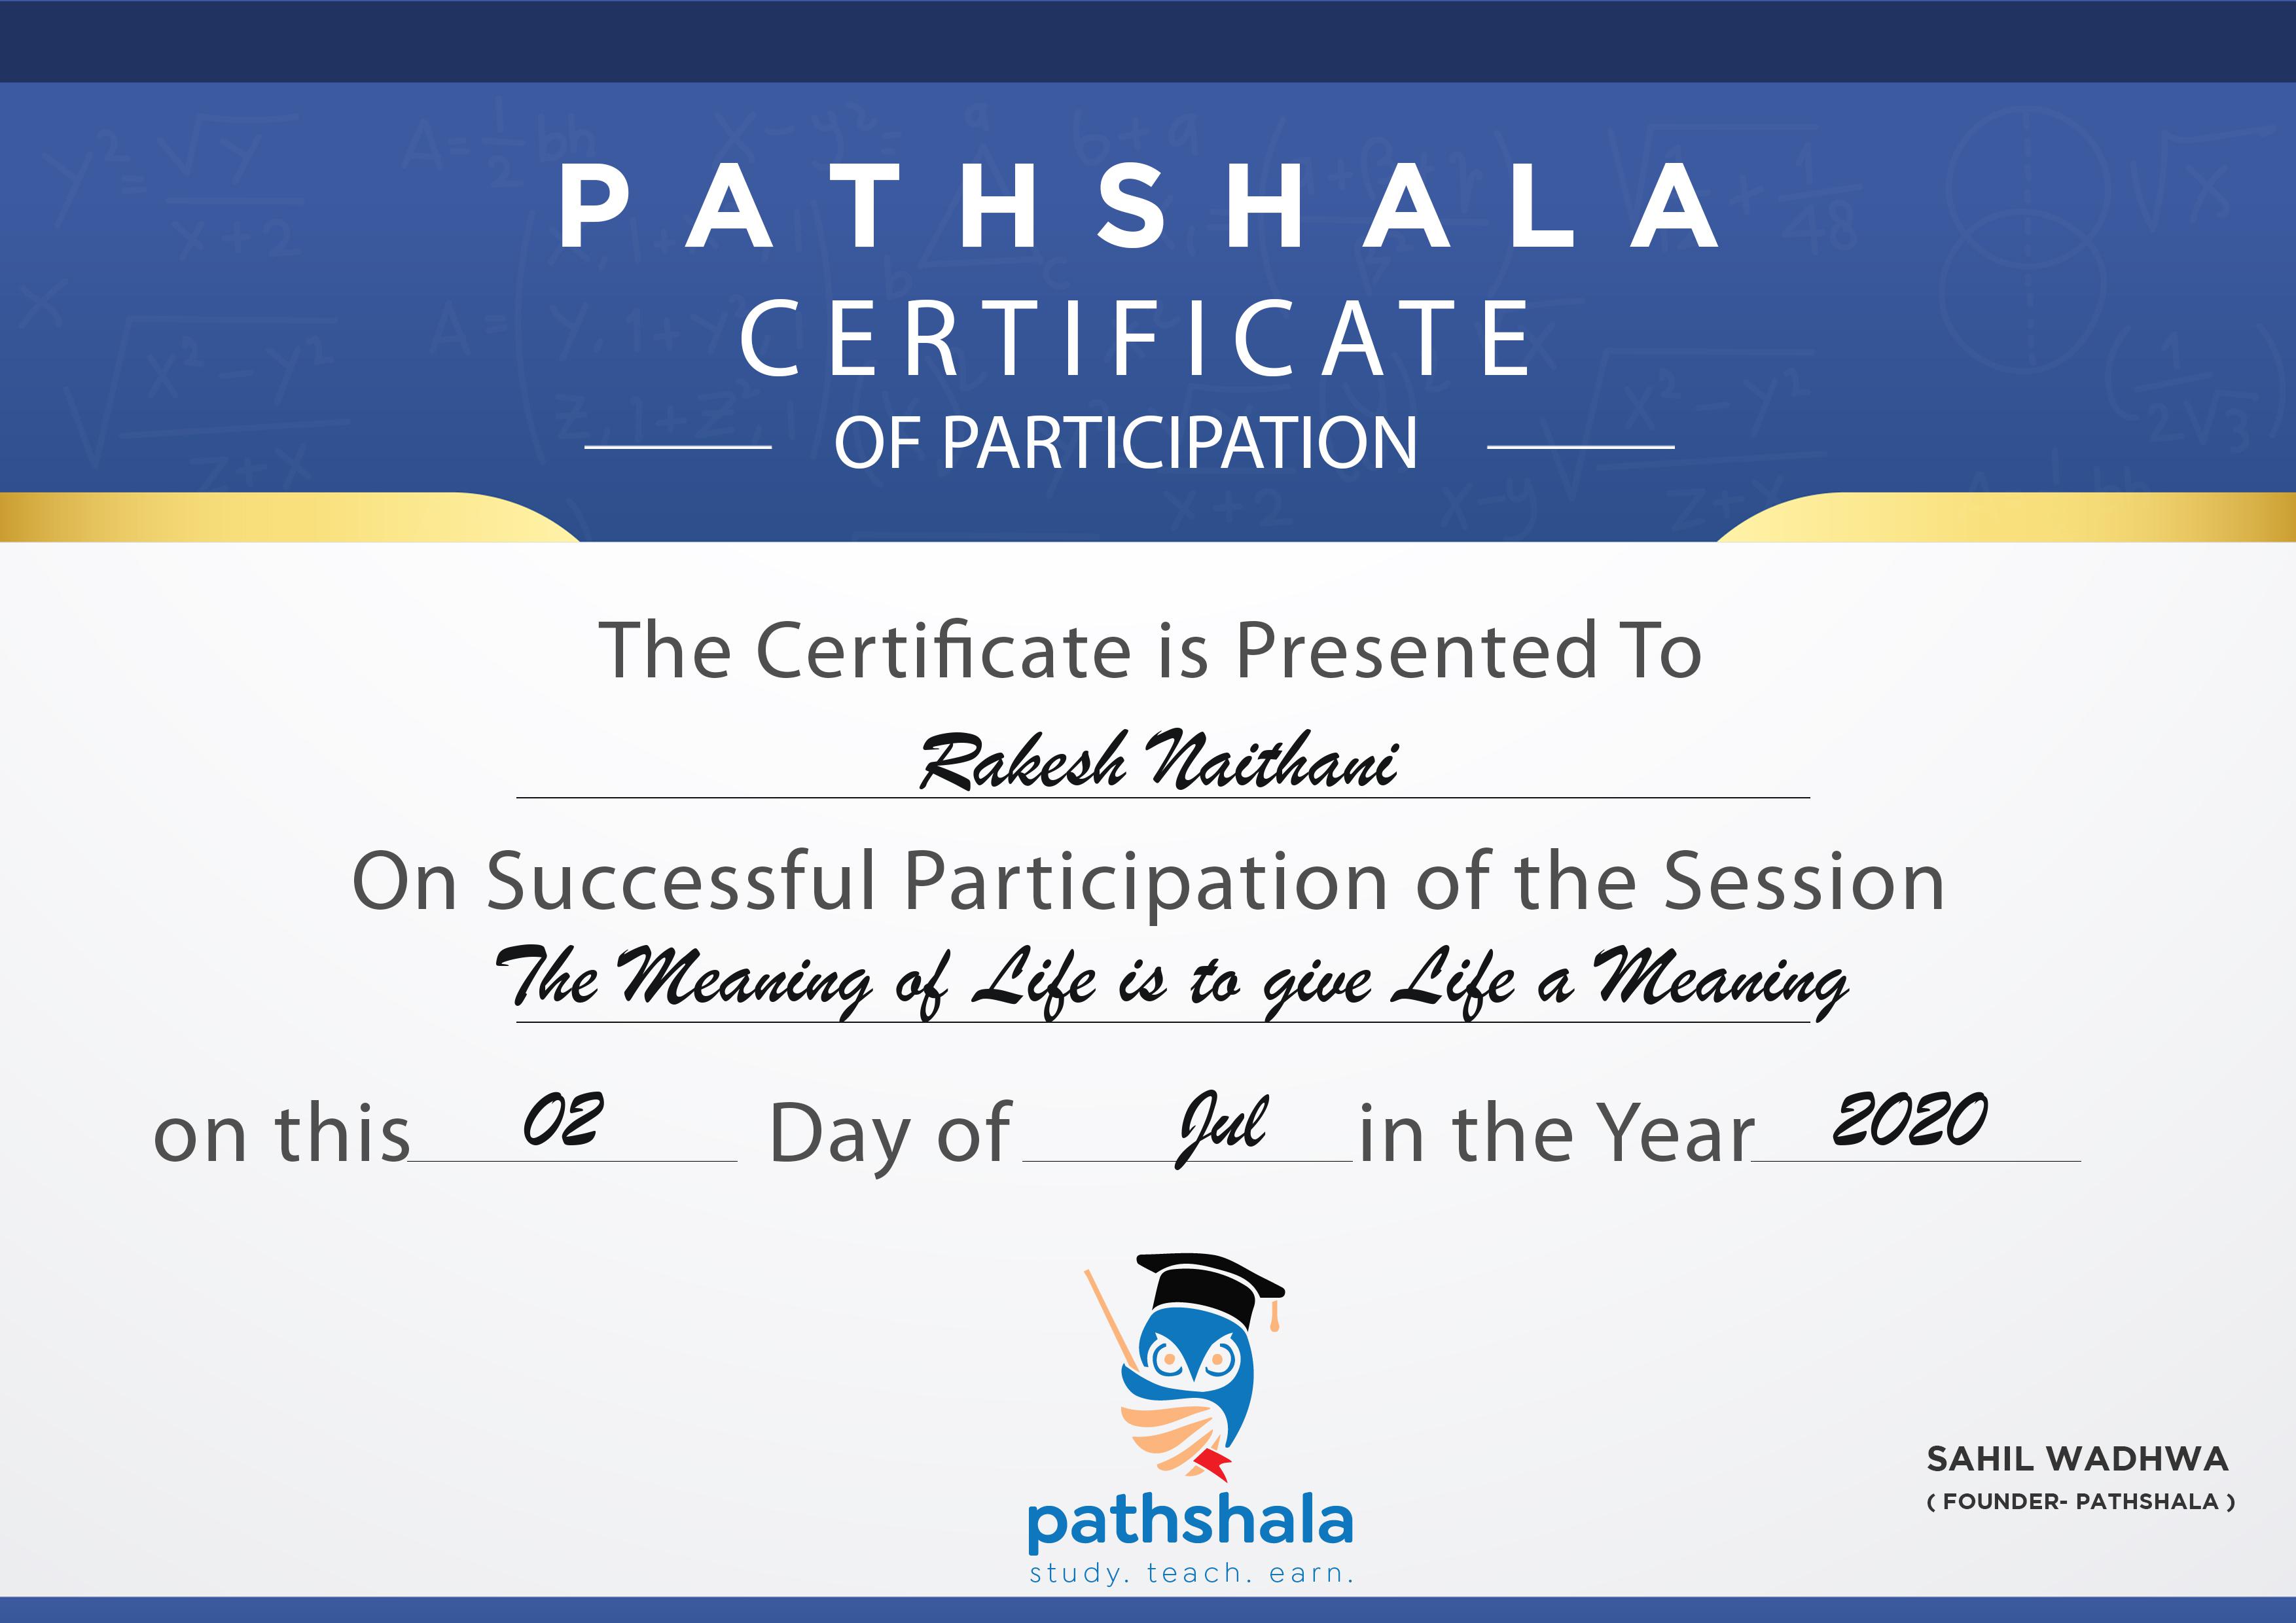 PATHSHALA
CERTIFICATE
OF PARTICIPATION
The Certificate is Presented To
Rakesh Naithani
On Successful Participation of the Session
The Meaning of Life is to give Life a Meaning
on this 02 Day of Jul in the Year 2020
pathshala
study. teach. earn.
SAHIL WADHWA
( FOUNDER- PATHSHALA )